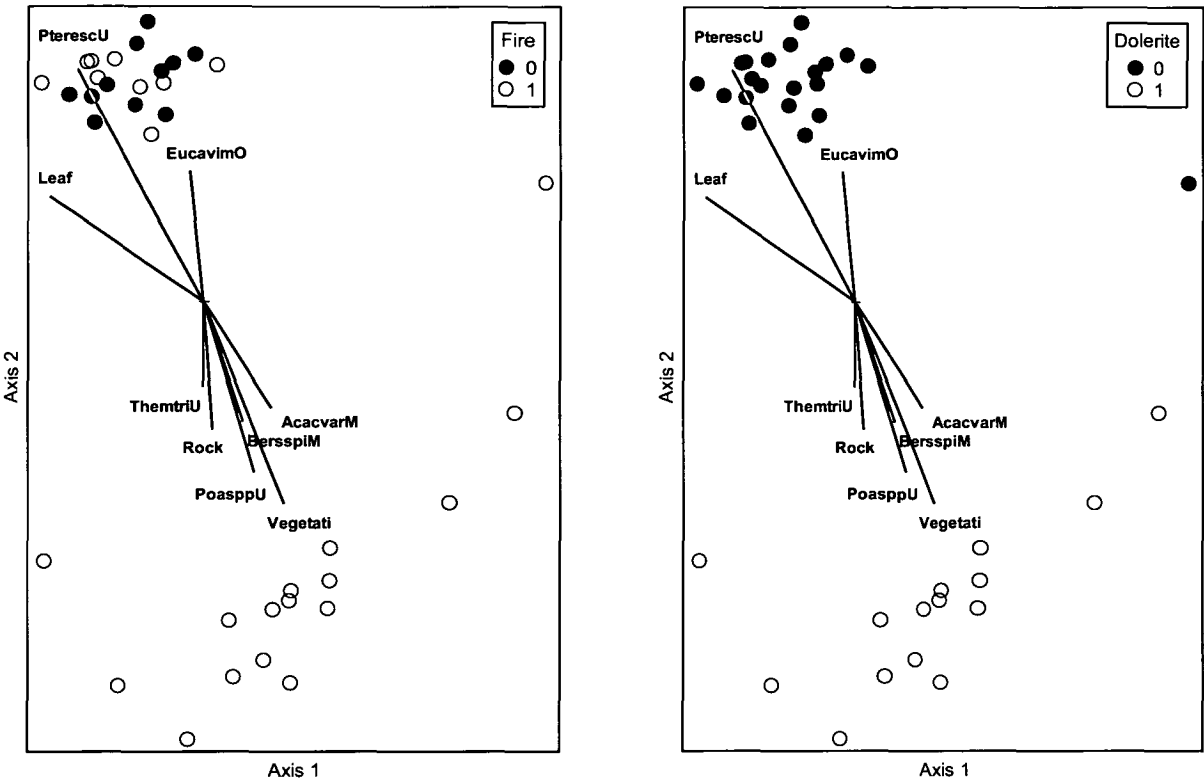 PterescU
Fire
0
1
EucavimO
Leaf
Axis 2
ThemtriU
AcacvarM
BersspiM
Rock
PoasppU
Vegetati
Axis 1
PterescU
Dolerite
0
1
EucavimO
Leaf
Axis 2
ThemtriU
AcacvarM
BersspiM
Rock
PoasppU
Vegetati
Axis 1